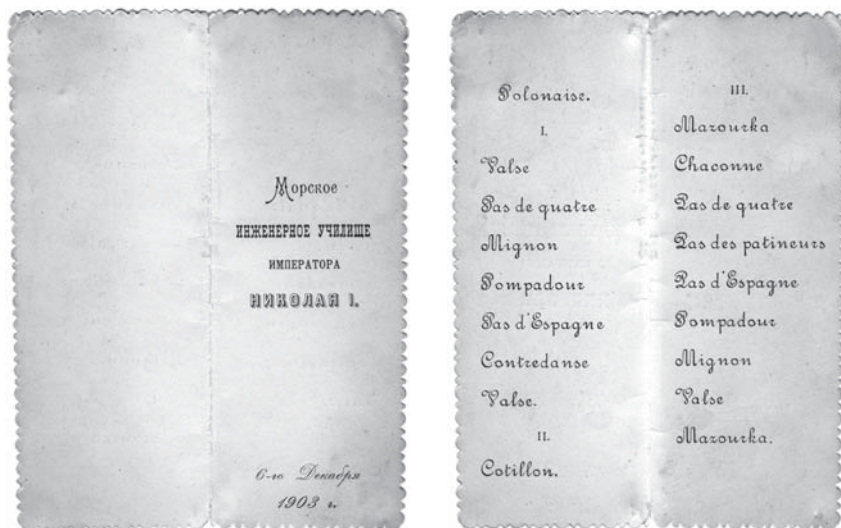 Морское
ИНЖЕНЕРНОЕ УЧИЛИЩЕ
ИМПЕРАТОРА
НИКОЛАЯ I.
6-го Декабря
1903 г.
Polonaise.
I.
Valse
Pas de quatre
Mignon
Pompadour
Pas d'Espagne
Contredanse
Valse.
II.
Cotillon.
III.
Mazourka
Chaconne
Pas de quatre
Pas des patineurs
Pas d'Espagne
Pompadour
Mignon
Valse
Mazourka.